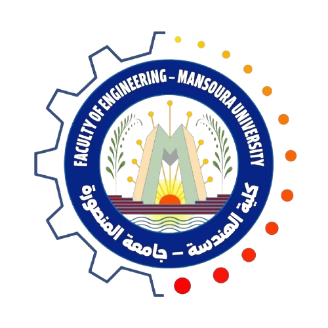 FACULTY OF ENGINEERING - MANSOURA UNIVERSITY
كلية الهندسة - جامعة المنصورة